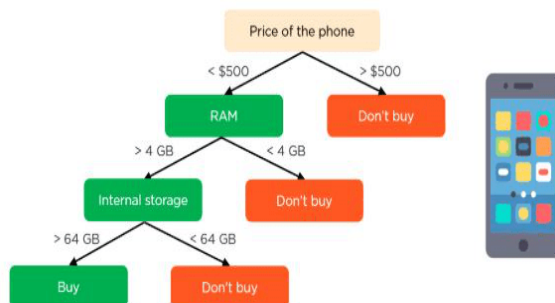 Price of the phone
< $500
> $500
RAM
Don't buy
> 4 GB
< 4 GB
Internal storage
Don't buy
> 64 GB
< 64 GB
Buy
Don't buy